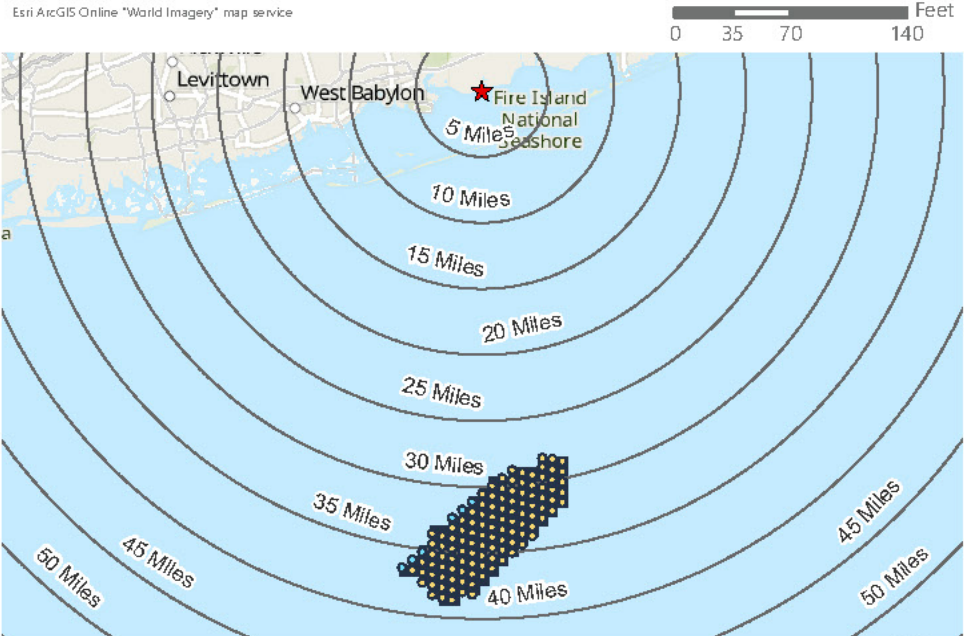 Esri ArcGIS Online "World Imagery" map service
Feet
0 35 70 140
Levittown
West Babylon
Fire Island
National
Seashore
5 Miles
10 Miles
15 Miles
20 Miles
25 Miles
30 Miles
35 Miles
45 Miles
45 Miles
50 Miles
40 Miles
50 Miles
a